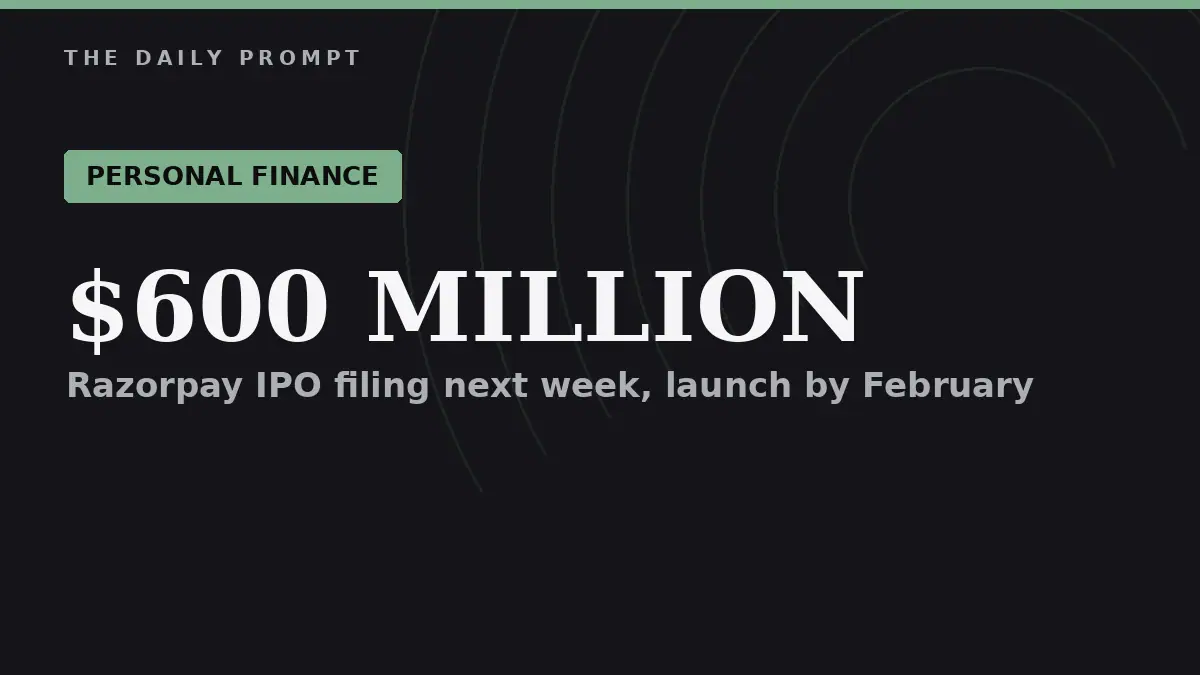 THE DAILY PROMPT
PERSONAL FINANCE
$600 MILLION
Razorpay IPO filing next week, launch by February